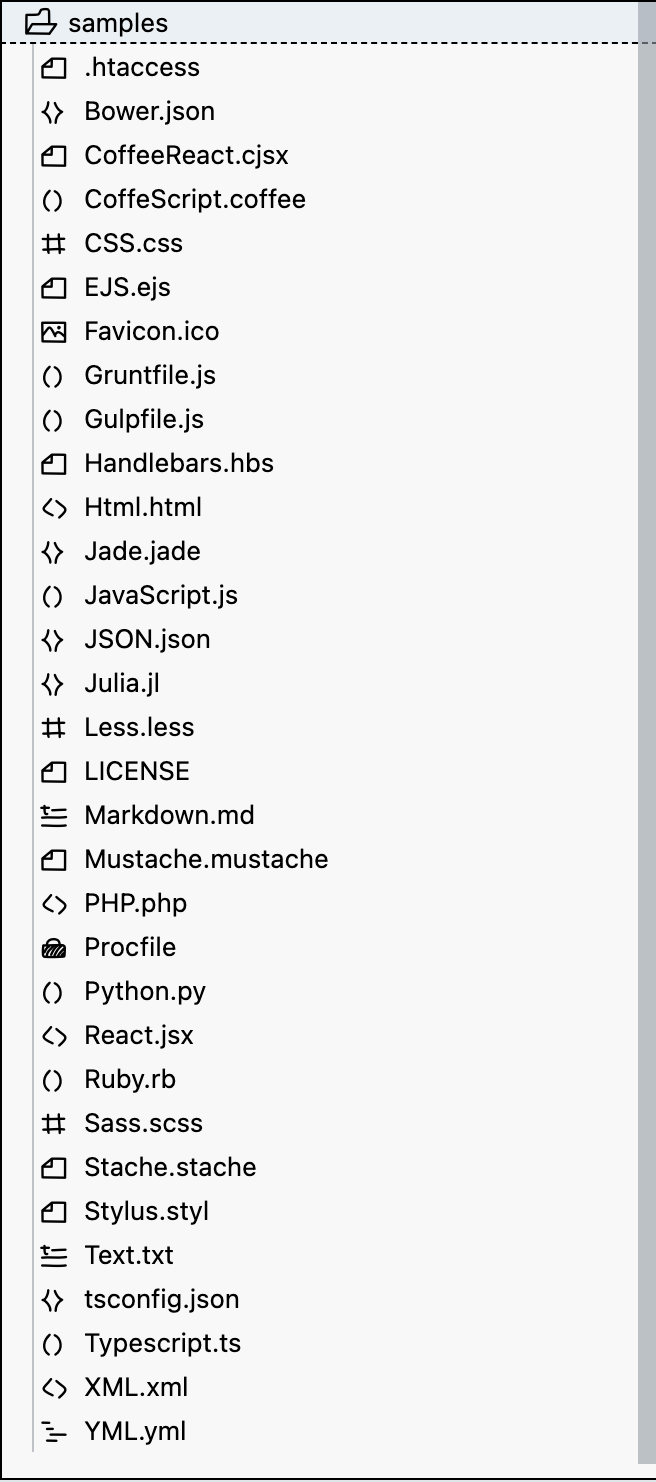 samples
.htaccess
Bower.json
CoffeeReact.cjsx
CoffeScript.coffee
CSS.css
EJS.ejs
Favicon.ico
Gruntfile.js
Gulpfile.js
Handlebars.hbs
Html.html
Jade.jade
JavaScript.js
JSON.json
Julia.jl
Less.less
LICENSE
Markdown.md
Mustache.mustache
PHP.php
Procfile
Python.py
React.jsx
Ruby.rb
Sass.scss
Stache.stache
Stylus.styl
Text.txt
tsconfig.json
Typescript.ts
XML.xml
YML.yml